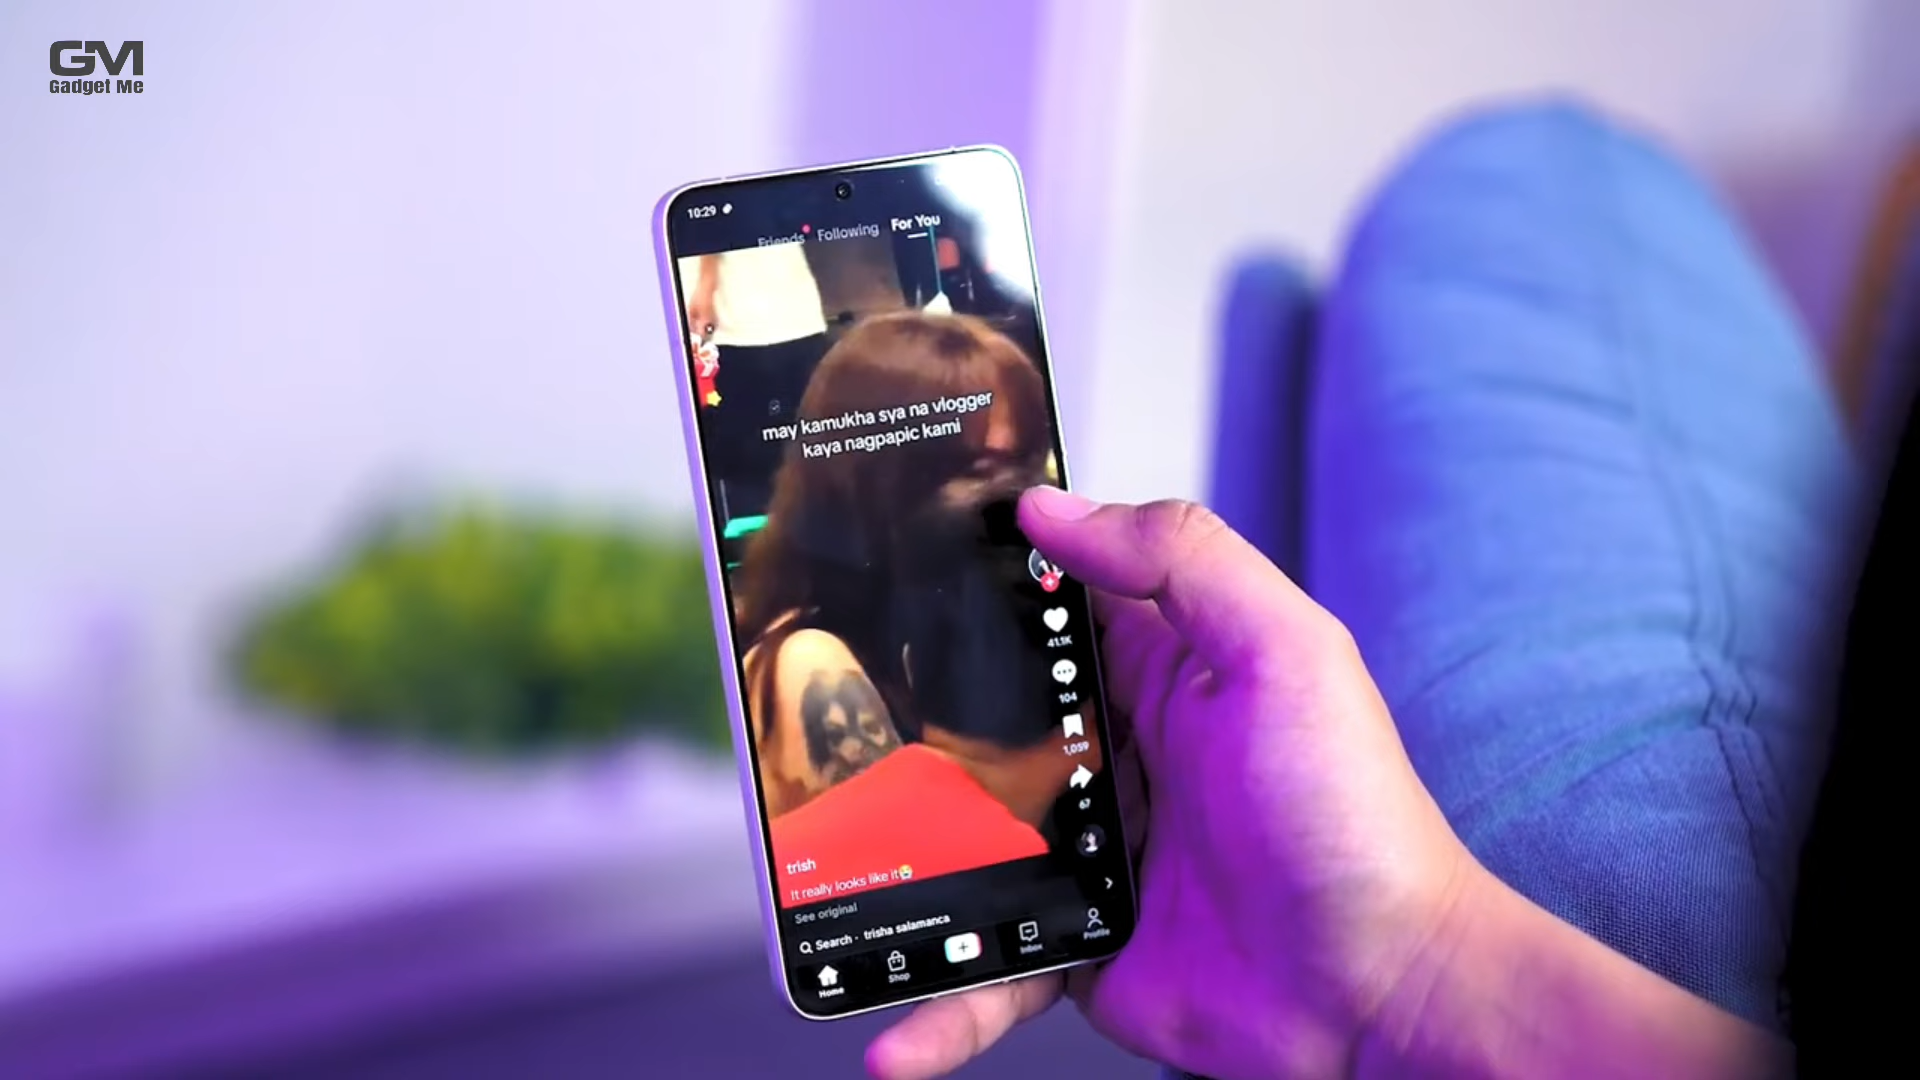 GM
Gadget Me
10:29
Friends Following For You
may kamukha sya na vlogger
kaya nagpapic kami
41.1K
104
1,059
67
trish
It really looks like it😭
See original
Search · trisha salamanca
Home
Shop
Inbox
Profile